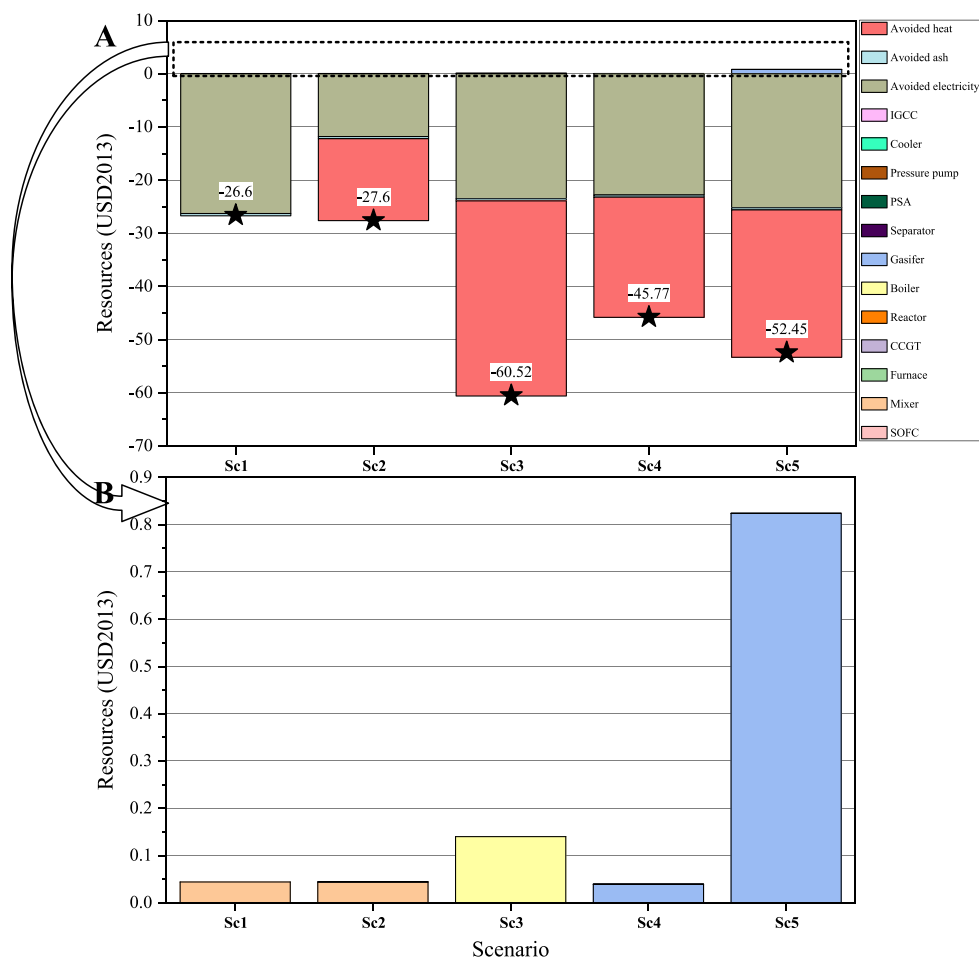 A
10
0
-10
-20
-30
-40
-50
-60
-70
Resources (USD2013)
-26.6
-27.6
-60.52
-45.77
-52.45
Sc1 Sc2 Sc3 Sc4 Sc5
Avoided heat
Avoided ash
Avoided electricity
IGCC
Cooler
Pressure pump
PSA
Separator
Gasifer
Boiler
Reactor
CCGT
Furnace
Mixer
SOFC
B
0.9
0.8
0.7
0.6
0.5
0.4
0.3
0.2
0.1
0.0
Resources (USD2013)
Sc1 Sc2 Sc3 Sc4 Sc5
Scenario